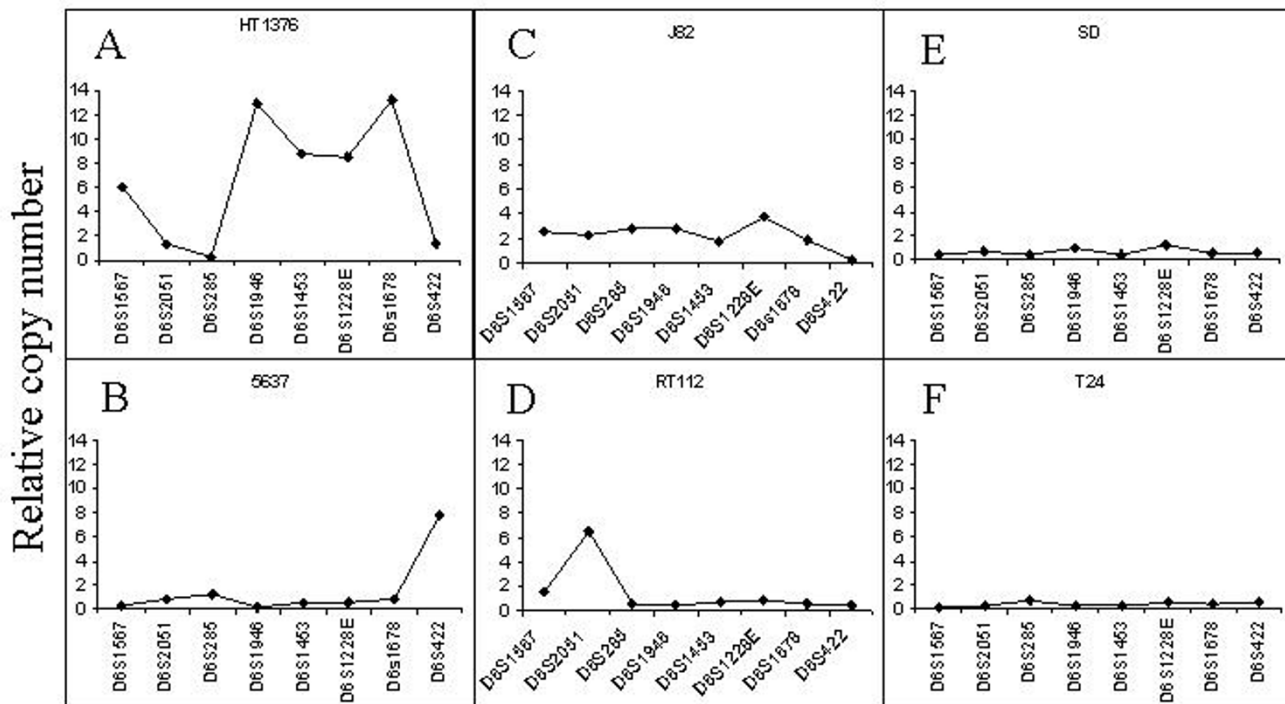 Relative copy number
A
HT1376
14
12
10
8
6
4
2
0
D6S1567
D6S2051
D6S285
D6S1946
D6S1453
D6S1228E
D6s1678
D6S422
C
J82
14
12
10
8
6
4
2
0
D6S1567
D6S2051
D6S285
D6S1946
D6S1453
D6S1228E
D6s1678
D6S422
E
SD
14
12
10
8
6
4
2
0
D6S1567
D6S2051
D6S285
D6S1946
D6S1453
D6S1228E
D6S1678
D6S422
B
5637
14
12
10
8
6
4
2
0
D6S1567
D6S2051
D6S285
D6S1946
D6S1453
D6S1228E
D6s1678
D6S422
D
RT112
14
12
10
8
6
4
2
0
D6S1567
D6S2051
D6S285
D6S1946
D6S1453
D6S1228E
D6S1678
D6S422
F
T24
14
12
10
8
6
4
2
0
D6S1567
D6S2051
D6S285
D6S1946
D6S1453
D6S1228E
D6S1678
D6S422